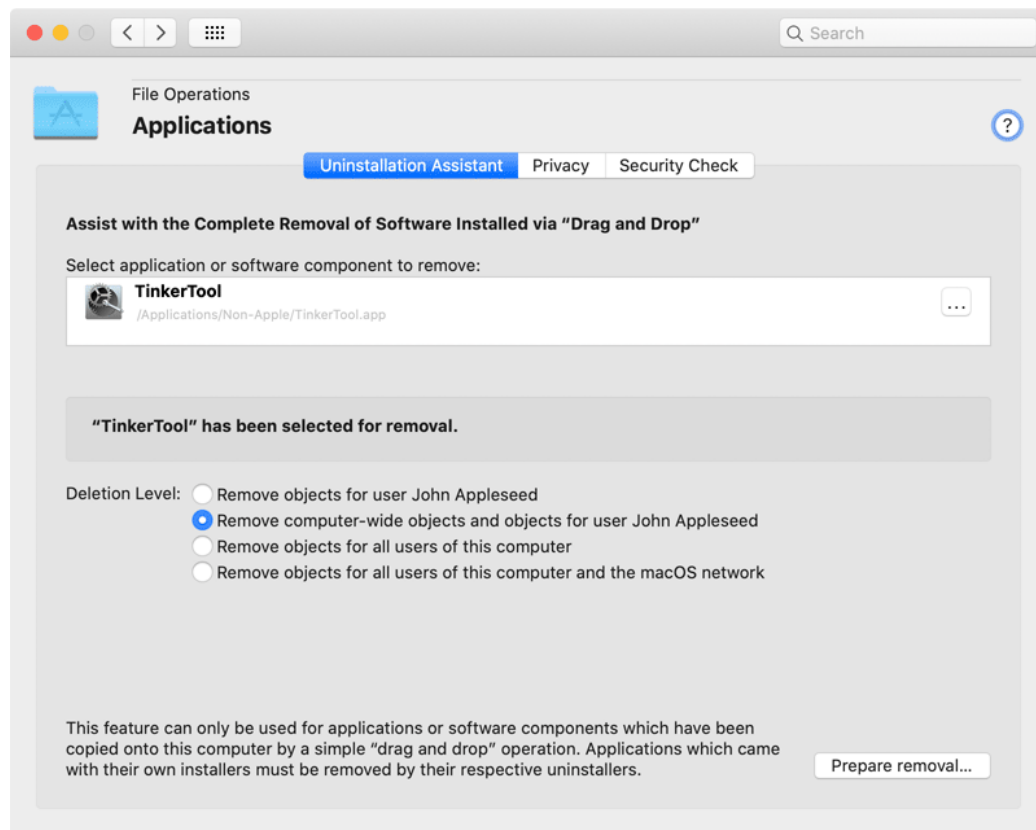 Search
File Operations
Applications
?
Uninstallation Assistant Privacy Security Check
Assist with the Complete Removal of Software Installed via “Drag and Drop”
Select application or software component to remove:
TinkerTool
/Applications/Non-Apple/TinkerTool.app
...
“TinkerTool” has been selected for removal.
Deletion Level: Remove objects for user John Appleseed
Remove computer-wide objects and objects for user John Appleseed
Remove objects for all users of this computer
Remove objects for all users of this computer and the macOS network
This feature can only be used for applications or software components which have been
copied onto this computer by a simple “drag and drop” operation. Applications which came
with their own installers must be removed by their respective uninstallers.
Prepare removal...